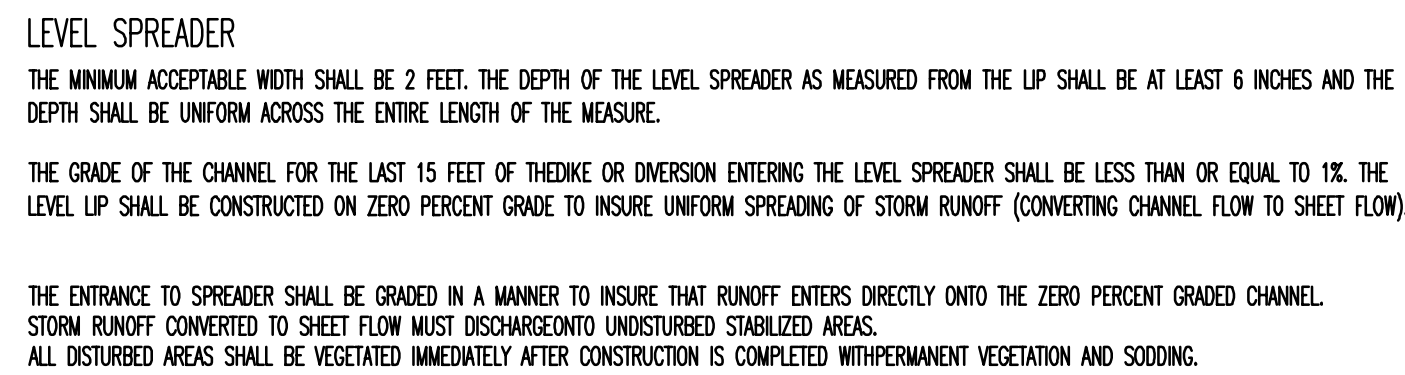 LEVEL SPREADER
THE MINIMUM ACCEPTABLE WIDTH SHALL BE 2 FEET. THE DEPTH OF THE LEVEL SPREADER AS MEASURED FROM THE LIP SHALL BE AT LEAST 6 INCHES AND THE
DEPTH SHALL BE UNIFORM ACROSS THE ENTIRE LENGTH OF THE MEASURE.
THE GRADE OF THE CHANNEL FOR THE LAST 15 FEET OF THEDIKE OR DIVERSION ENTERING THE LEVEL SPREADER SHALL BE LESS THAN OR EQUAL TO 1%. THE
LEVEL LIP SHALL BE CONSTRUCTED ON ZERO PERCENT GRADE TO INSURE UNIFORM SPREADING OF STORM RUNOFF (CONVERTING CHANNEL FLOW TO SHEET FLOW).
THE ENTRANCE TO SPREADER SHALL BE GRADED IN A MANNER TO INSURE THAT RUNOFF ENTERS DIRECTLY ONTO THE ZERO PERCENT GRADED CHANNEL.
STORM RUNOFF CONVERTED TO SHEET FLOW MUST DISCHARGEONTO UNDISTURBED STABILIZED AREAS.
ALL DISTURBED AREAS SHALL BE VEGETATED IMMEDIATELY AFTER CONSTRUCTION IS COMPLETED WITHPERMANENT VEGETATION AND SODDING.